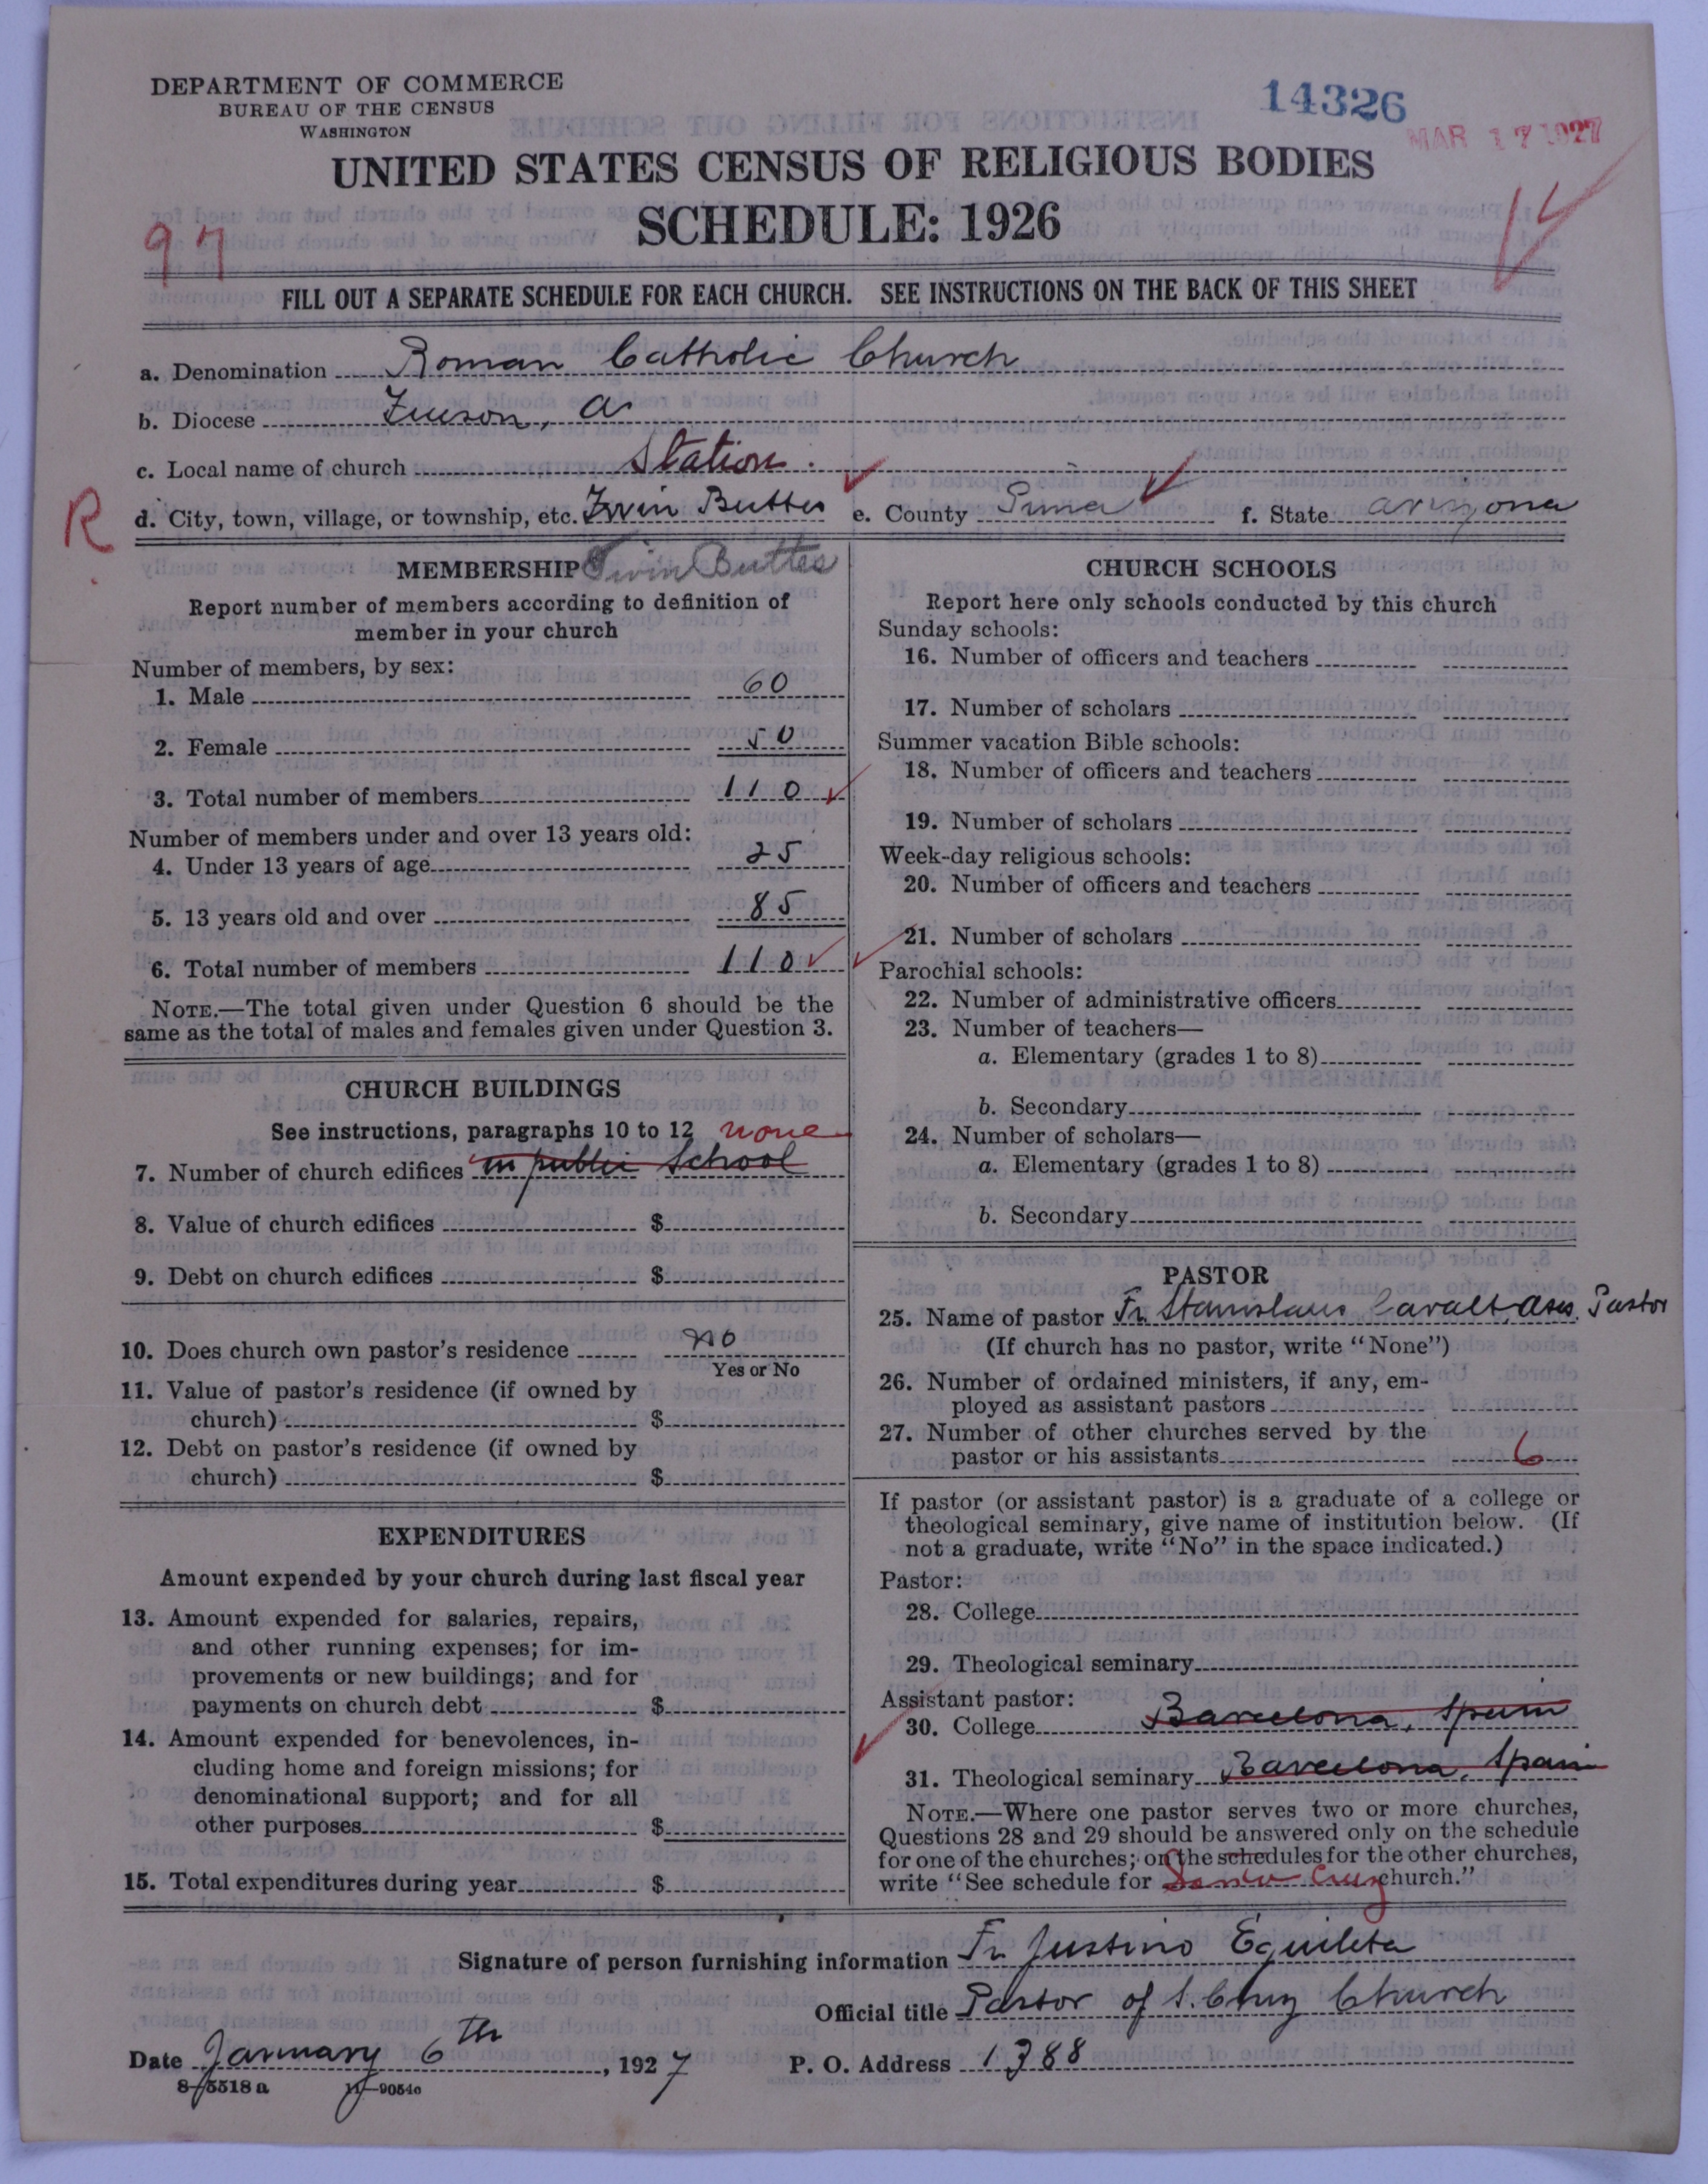 DEPARTMENT OF COMMERCE
BUREAU OF THE CENSUS
WASHINGTON
14326
MAR 17 1927
UNITED STATES CENSUS OF RELIGIOUS BODIES
SCHEDULE: 1926
97
FILL OUT A SEPARATE SCHEDULE FOR EACH CHURCH. SEE INSTRUCTIONS ON THE BACK OF THIS SHEET
a. Denomination Roman Catholic Church
b. Diocese Tucson, a
c. Local name of church Station.
R
d. City, town, village, or township, etc. Twin Buttes e. County Pima f. State arizona
MEMBERSHIP Twin Buttes
Report number of members according to definition of
member in your church
Number of members, by sex:
1. Male 60
2. Female 50
3. Total number of members 110
Number of members under and over 13 years old:
4. Under 13 years of age 25
5. 13 years old and over 85
6. Total number of members 110
NOTE.—The total given under Question 6 should be the
same as the total of males and females given under Question 3.
CHURCH BUILDINGS
See instructions, paragraphs 10 to 12 none
7. Number of church edifices in public School
8. Value of church edifices $
9. Debt on church edifices $
10. Does church own pastor's residence no
Yes or No
11. Value of pastor's residence (if owned by
church) $
12. Debt on pastor's residence (if owned by
church) $
EXPENDITURES
Amount expended by your church during last fiscal year
13. Amount expended for salaries, repairs,
and other running expenses; for im-
provements or new buildings; and for
payments on church debt $
14. Amount expended for benevolences, in-
cluding home and foreign missions; for
denominational support; and for all
other purposes $
15. Total expenditures during year $
CHURCH SCHOOLS
Report here only schools conducted by this church
Sunday schools:
16. Number of officers and teachers
17. Number of scholars
Summer vacation Bible schools:
18. Number of officers and teachers
19. Number of scholars
Week-day religious schools:
20. Number of officers and teachers
21. Number of scholars
Parochial schools:
22. Number of administrative officers
23. Number of teachers—
a. Elementary (grades 1 to 8)
b. Secondary
24. Number of scholars—
a. Elementary (grades 1 to 8)
b. Secondary
PASTOR
25. Name of pastor Fr. Stanislaus Pastor
(If church has no pastor, write "None")
26. Number of ordained ministers, if any, em-
ployed as assistant pastors
27. Number of other churches served by the
pastor or his assistants 6
If pastor (or assistant pastor) is a graduate of a college or
theological seminary, give name of institution below. (If
not a graduate, write "No" in the space indicated.)
Pastor:
28. College
29. Theological seminary
Assistant pastor:
30. College Barcelona, Spain
31. Theological seminary Barcelona, Spain
NOTE.—Where one pastor serves two or more churches,
Questions 28 and 29 should be answered only on the schedule
for one of the churches; on the schedules for the other churches,
write "See schedule for Santa Cruz church."
Signature of person furnishing information Fr. Justino
Official title Pastor of S. Cruz Church
Date January 6th, 1927 P. O. Address 1388
8-5518 a 11-9054c